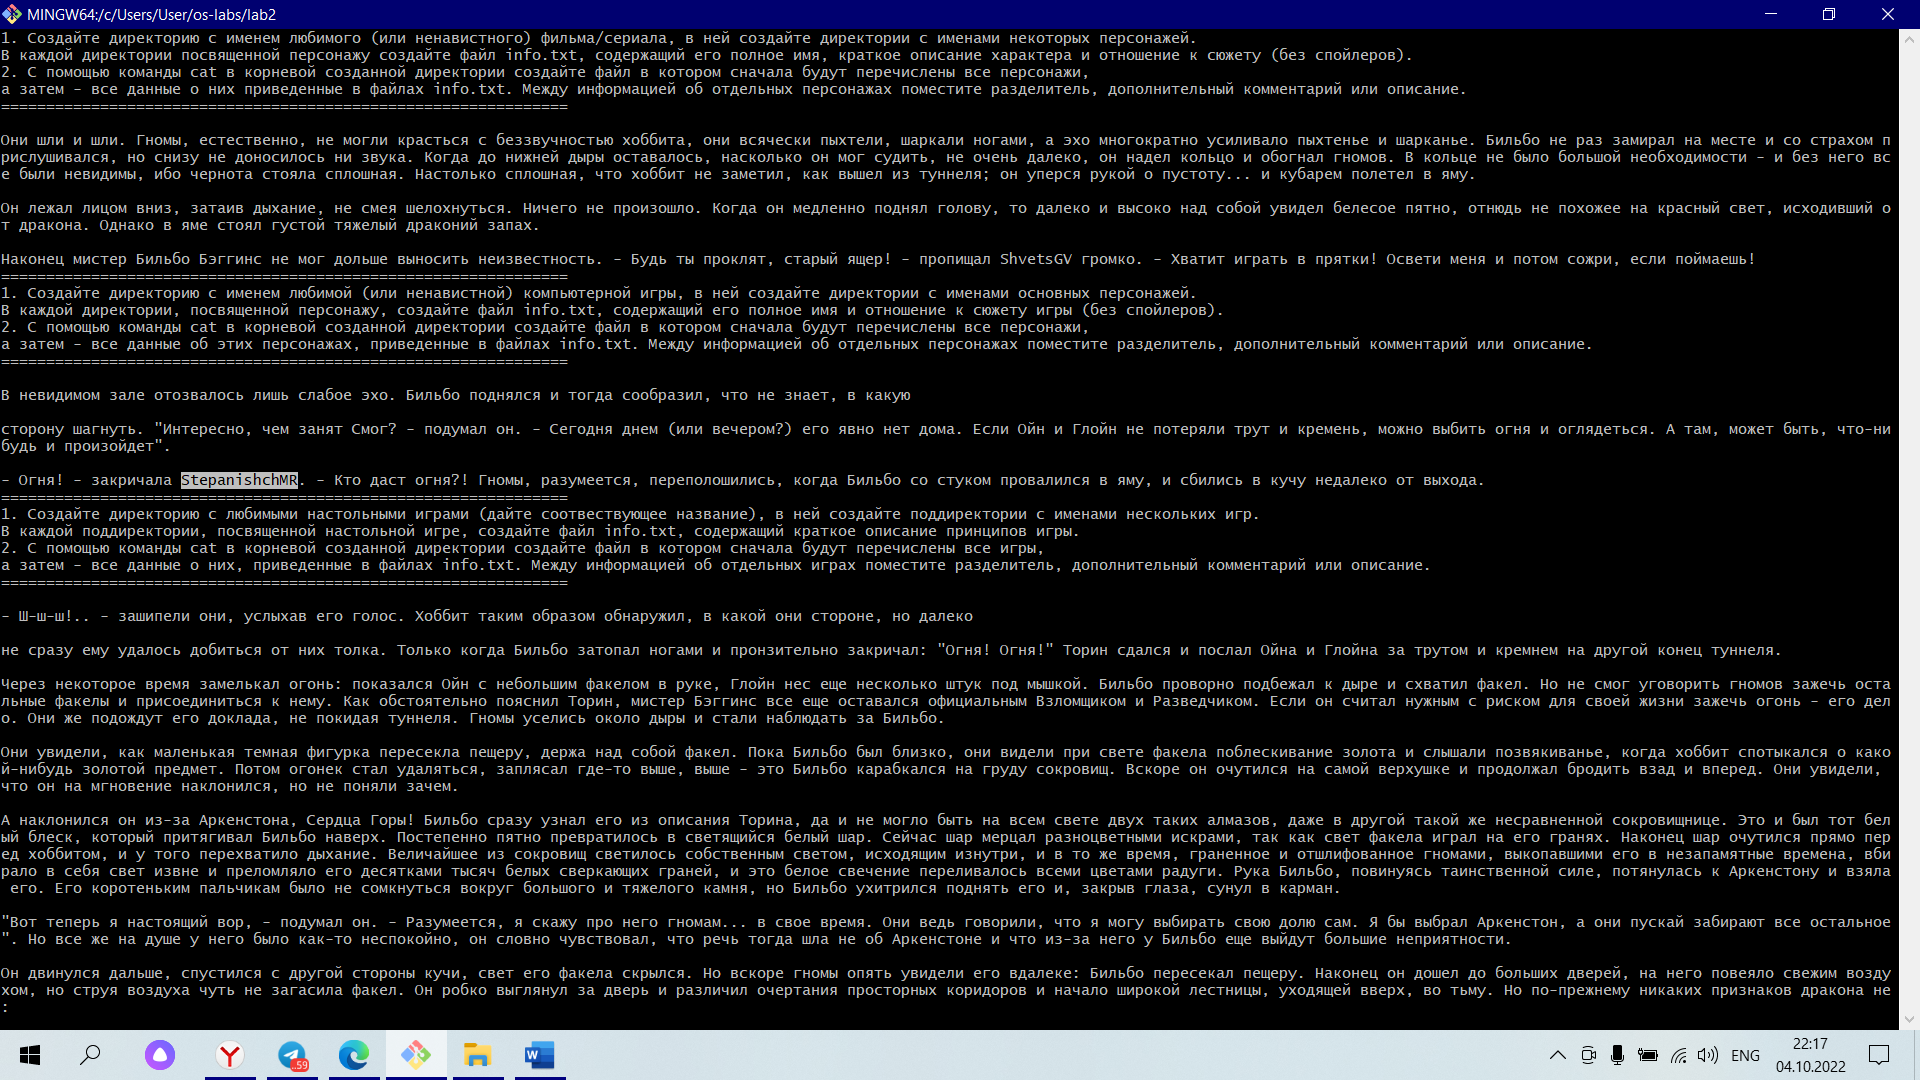 MINGW64:/c/Users/User/os-labs/lab2
1. Создайте директорию с именем любимого (или ненавистного) фильма/сериала, в ней создайте директории с именами некоторых персонажей.
В каждой директории посвященной персонажу создайте файл info.txt, содержащий его полное имя, краткое описание характера и отношение к сюжету (без спойлеров).
2. С помощью команды cat в корневой созданной директории создайте файл в котором сначала будут перечислены все персонажи,
а затем - все данные о них приведенные в файлах info.txt. Между информацией об отдельных персонажах поместите разделитель, дополнительный комментарий или описание.
===============================================================
Они шли и шли. Гномы, естественно, не могли красться с беззвучностью хоббита, они всячески пыхтели, шаркали ногами, а эхо многократно усиливало пыхтенье и шарканье. Бильбо не раз замирал на месте и со страхом п
рислушивался, но снизу не доносилось ни звука. Когда до нижней дыры оставалось, насколько он мог судить, не очень далеко, он надел кольцо и обогнал гномов. В кольце не было большой необходимости - и без него вс
е были невидимы, ибо чернота стояла сплошная. Настолько сплошная, что хоббит не заметил, как вышел из туннеля; он уперся рукой о пустоту... и кубарем полетел в яму.
Он лежал лицом вниз, затаив дыхание, не смея шелохнуться. Ничего не произошло. Когда он медленно поднял голову, то далеко и высоко над собой увидел белесое пятно, отнюдь не похожее на красный свет, исходивший о
т дракона. Однако в яме стоял густой тяжелый драконий запах.
Наконец мистер Бильбо Бэггинс не мог дольше выносить неизвестность. - Будь ты проклят, старый ящер! - пропищал ShvetsGV громко. - Хватит играть в прятки! Освети меня и потом сожри, если поймаешь!
===============================================================
1. Создайте директорию с именем любимой (или ненавистной) компьютерной игры, в ней создайте директории с именами основных персонажей.
В каждой директории, посвященной персонажу, создайте файл info.txt, содержащий его полное имя и отношение к сюжету игры (без спойлеров).
2. С помощью команды cat в корневой созданной директории создайте файл в котором сначала будут перечислены все персонажи,
а затем - все данные об этих персонажах, приведенные в файлах info.txt. Между информацией об отдельных персонажах поместите разделитель, дополнительный комментарий или описание.
===============================================================
В невидимом зале отозвалось лишь слабое эхо. Бильбо поднялся и тогда сообразил, что не знает, в какую
сторону шагнуть. "Интересно, чем занят Смог? - подумал он. - Сегодня днем (или вечером?) его явно нет дома. Если Ойн и Глойн не потеряли трут и кремень, можно выбить огня и оглядеться. А там, может быть, что-ни
будь и произойдет".
- Огня! - закричала StepanishchMR. - Кто даст огня?! Гномы, разумеется, переполошились, когда Бильбо со стуком провалился в яму, и сбились в кучу недалеко от выхода.
===============================================================
1. Создайте директорию с любимыми настольными играми (дайте соотвествующее название), в ней создайте поддиректории с именами нескольких игр.
В каждой поддиректории, посвященной настольной игре, создайте файл info.txt, содержащий краткое описание принципов игры.
2. С помощью команды cat в корневой созданной директории создайте файл в котором сначала будут перечислены все игры,
а затем - все данные о них, приведенные в файлах info.txt. Между информацией об отдельных играх поместите разделитель, дополнительный комментарий или описание.
===============================================================
- Ш-ш-ш!.. - зашипели они, услыхав его голос. Хоббит таким образом обнаружил, в какой они стороне, но далеко
не сразу ему удалось добиться от них толка. Только когда Бильбо затопал ногами и пронзительно закричал: "Огня! Огня!" Торин сдался и послал Ойна и Глойна за трутом и кремнем на другой конец туннеля.
Через некоторое время замелькал огонь: показался Ойн с небольшим факелом в руке, Глойн нес еще несколько штук под мышкой. Бильбо проворно подбежал к дыре и схватил факел. Но не смог уговорить гномов зажечь оста
льные факелы и присоединиться к нему. Как обстоятельно пояснил Торин, мистер Бэггинс все еще оставался официальным Взломщиком и Разведчиком. Если он считал нужным с риском для своей жизни зажечь огонь - его дел
о. Они же подождут его доклада, не покидая туннеля. Гномы уселись около дыры и стали наблюдать за Бильбо.
Они увидели, как маленькая темная фигурка пересекла пещеру, держа над собой факел. Пока Бильбо был близко, они видели при свете факела поблескивание золота и слышали позвякиванье, когда хоббит спотыкался о како
й-нибудь золотой предмет. Потом огонек стал удаляться, заплясал где-то выше, выше - это Бильбо карабкался на груду сокровищ. Вскоре он очутился на самой верхушке и продолжал бродить взад и вперед. Они увидели,
что он на мгновение наклонился, но не поняли зачем.
А наклонился он из-за Аркенстона, Сердца Горы! Бильбо сразу узнал его из описания Торина, да и не могло быть на всем свете двух таких алмазов, даже в другой такой же несравненной сокровищнице. Это и был тот бел
ый блеск, который притягивал Бильбо наверх. Постепенно пятно превратилось в светящийся белый шар. Сейчас шар мерцал разноцветными искрами, так как свет факела играл на его гранях. Наконец шар очутился прямо пер
ед хоббитом, и у того перехватило дыхание. Величайшее из сокровищ светилось собственным светом, исходящим изнутри, и в то же время, граненное и отшлифованное гномами, выкопавшими его в незапамятные времена, вби
рало в себя свет извне и преломляло его десятками тысяч белых сверкающих граней, и это белое свечение переливалось всеми цветами радуги. Рука Бильбо, повинуясь таинственной силе, потянулась к Аркенстону и взяла
его. Его коротеньким пальчикам было не сомкнуться вокруг большого и тяжелого камня, но Бильбо ухитрился поднять его и, закрыв глаза, сунул в карман.
"Вот теперь я настоящий вор, - подумал он. - Разумеется, я скажу про него гномам... в свое время. Они ведь говорили, что я могу выбирать свою долю сам. Я бы выбрал Аркенстон, а они пускай забирают все остальное
". Но все же на душе у него было как-то неспокойно, он словно чувствовал, что речь тогда шла не об Аркенстоне и что из-за него у Бильбо еще выйдут большие неприятности.
Он двинулся дальше, спустился с другой стороны кучи, свет его факела скрылся. Но вскоре гномы опять увидели его вдалеке: Бильбо пересекал пещеру. Наконец он дошел до больших дверей, на него повеяло свежим возду
хом, но струя воздуха чуть не загасила факел. Он робко выглянул за дверь и различил очертания просторных коридоров и начало широкой лестницы, уходящей вверх, во тьму. Но по-прежнему никаких признаков дракона не
:
..59
ENG
22:17
04.10.2022